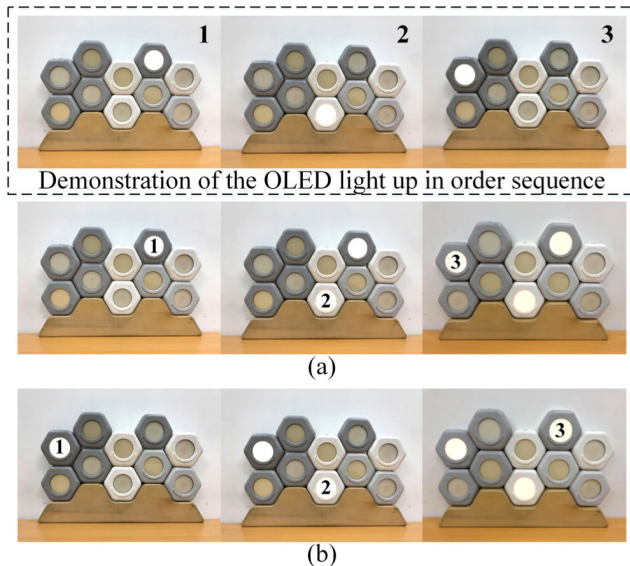 1 2 3
Demonstration of the OLED light up in order sequence
1 2 3
(a)
1 2 3
(b)